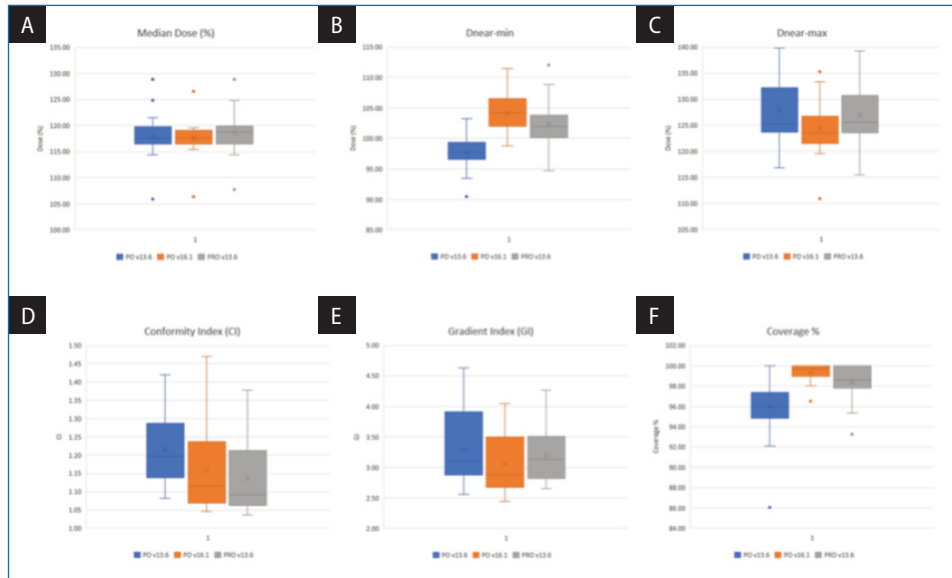 A
Median Dose (%)
135.00
130.00
125.00
120.00
115.00
110.00
105.00
100.00
Dose (%)
1
PO v13.6 PO v16.1 PRO v13.6
B
Dnear-min
115.00
110.00
105.00
100.00
95.00
90.00
85.00
Dose (%)
1
PO v13.6 PO v16.1 PRO v13.6
C
Dnear-max
140.00
135.00
130.00
125.00
120.00
115.00
110.00
105.00
Dose (%)
1
PO v13.6 PO v16.1 PRO v13.6
D
Conformity Index (CI)
1.50
1.45
1.40
1.35
1.30
1.25
1.20
1.15
1.10
1.05
1.00
CI
1
PO v13.6 PO v16.1 PRO v13.6
E
Gradient Index (GI)
5.00
4.50
4.00
3.50
3.00
2.50
2.00
GI
1
PO v13.6 PO v16.1 PRO v13.6
F
Coverage %
102.00
100.00
98.00
96.00
94.00
92.00
90.00
88.00
86.00
84.00
Coverage %
1
PO v13.6 PO v16.1 PRO v13.6